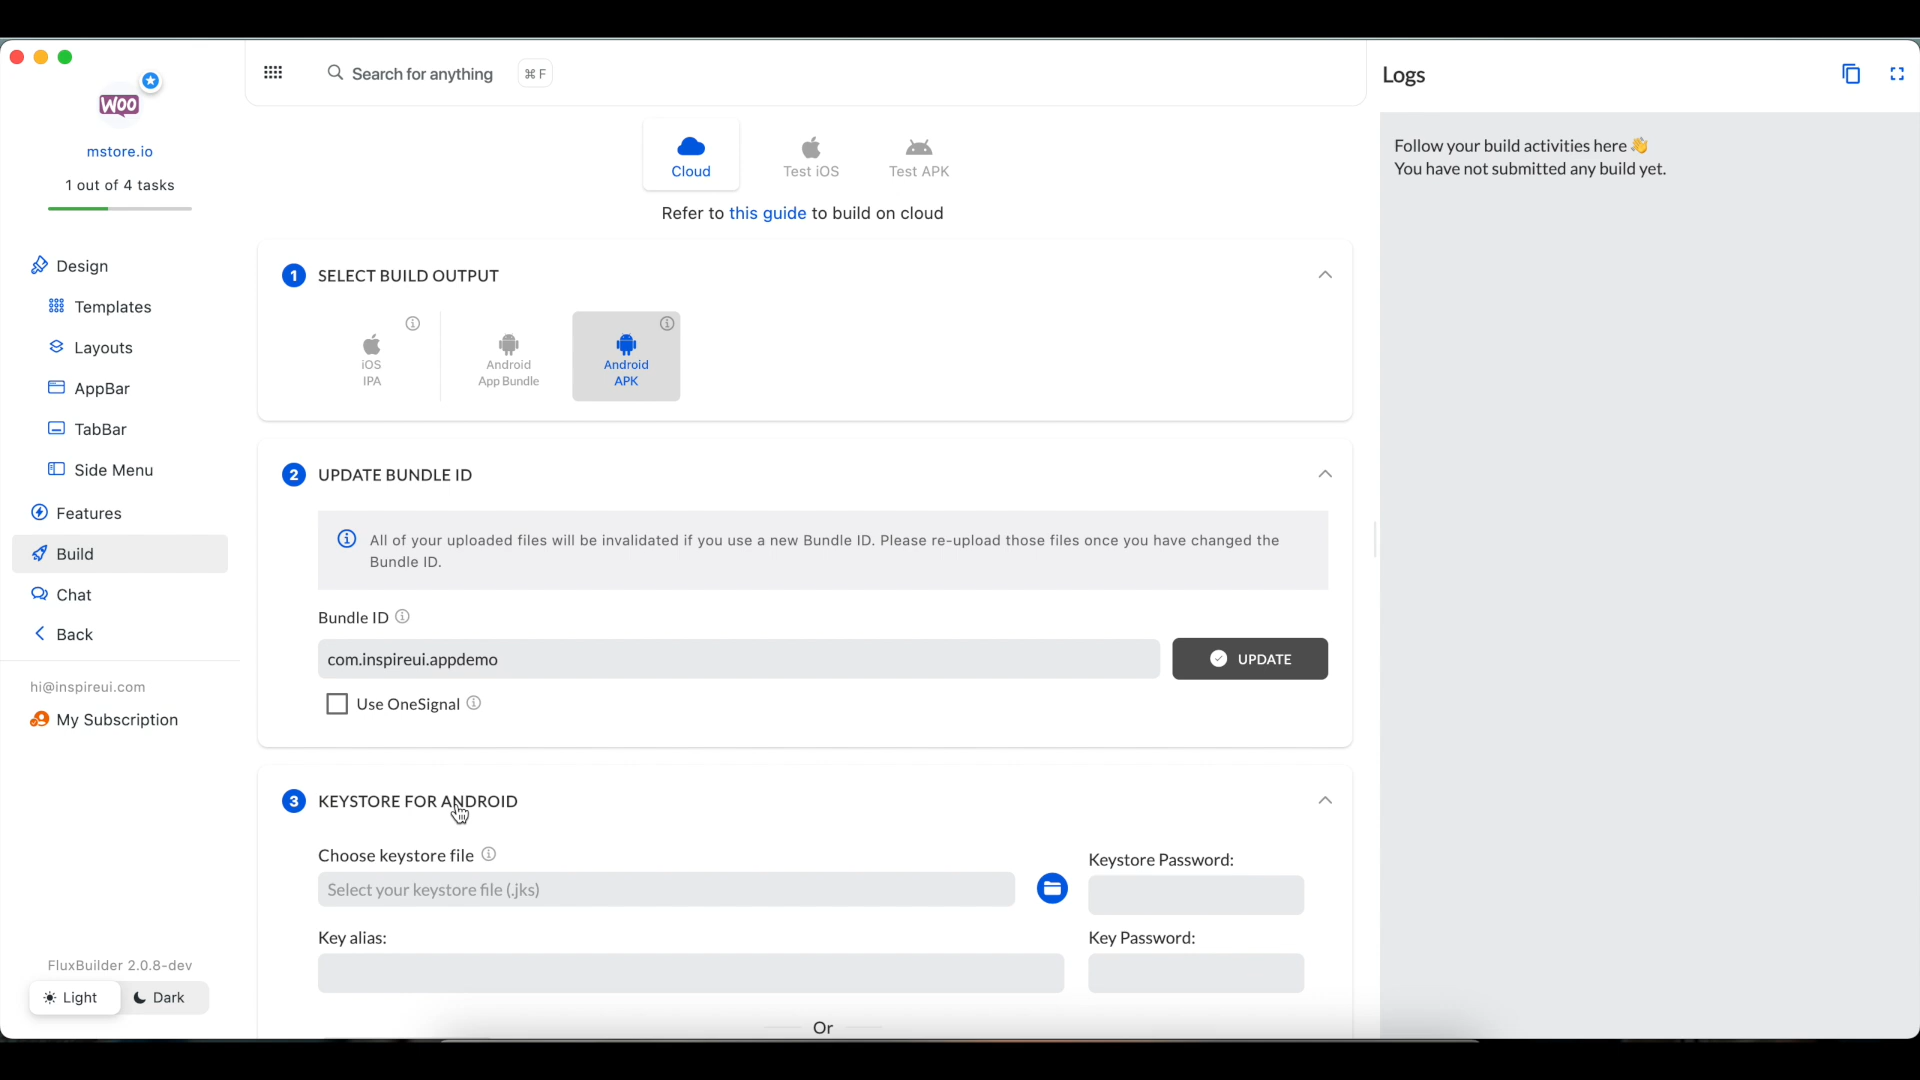 WOO
mstore.io
1 out of 4 tasks
Design
Templates
Layouts
AppBar
TabBar
Side Menu
Features
Build
Chat
Back
hi@inspireui.com
My Subscription
FluxBuilder 2.0.8-dev
Light
Dark
Search for anything
⌘ F
Cloud
Test iOS
Test APK
Refer to this guide to build on cloud
1 SELECT BUILD OUTPUT
iOS
IPA
Android
App Bundle
Android
APK
2 UPDATE BUNDLE ID
All of your uploaded files will be invalidated if you use a new Bundle ID. Please re-upload those files once you have changed the
Bundle ID.
Bundle ID
com.inspireui.appdemo
UPDATE
Use OneSignal
3 KEYSTORE FOR ANDROID
Choose keystore file
Select your keystore file (.jks)
Keystore Password:
Key alias:
Key Password:
Or
Logs
Follow your build activities here 👋
You have not submitted any build yet.